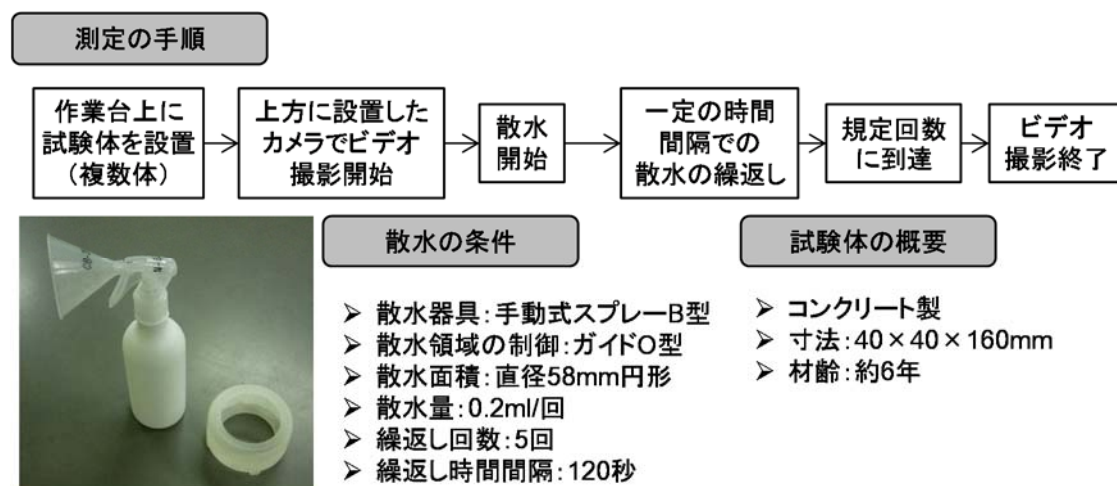 測定の手順
作業台上に
試験体を設置
（複数体）
上方に設置した
カメラでビデオ
撮影開始
散水
開始
一定の時間
間隔での
散水の繰返し
規定回数
に到達
ビデオ
撮影終了
散水の条件
➢ 散水器具：手動式スプレーB型
➢ 散水領域の制御：ガイドO型
➢ 散水面積：直径58mm円形
➢ 散水量：0.2ml/回
➢ 繰返し回数：5回
➢ 繰返し時間間隔：120秒
試験体の概要
➢ コンクリート製
➢ 寸法：40×40×160mm
➢ 材齢：約6年